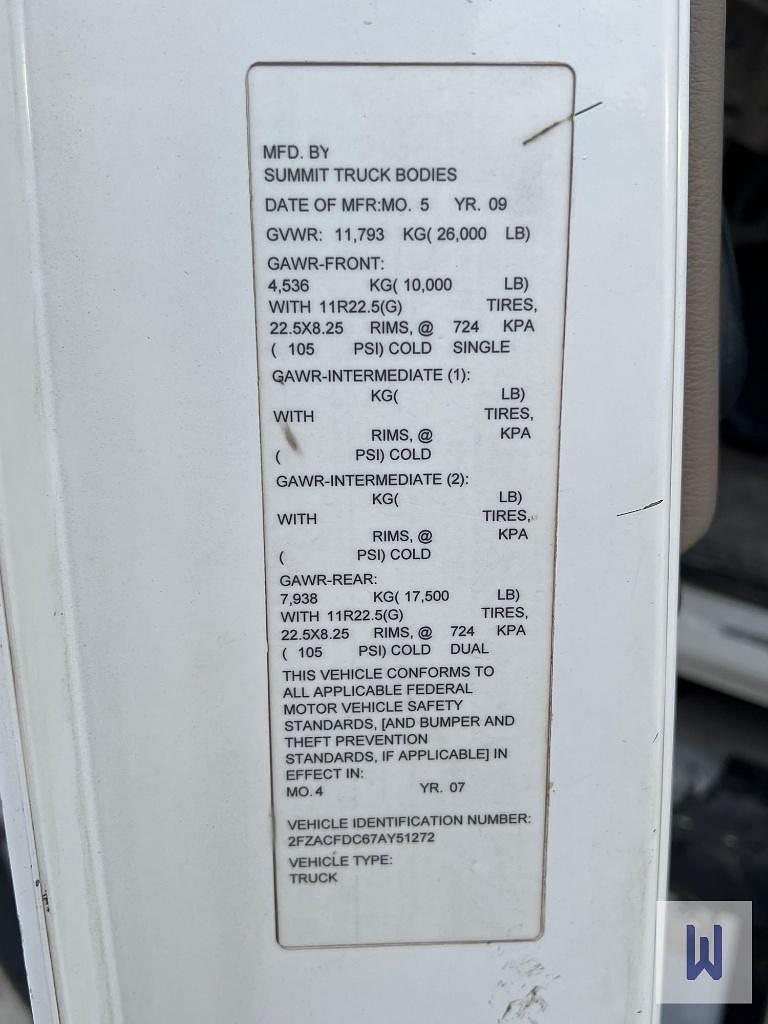 MFD. BY
SUMMIT TRUCK BODIES
DATE OF MFR:MO. 5 YR. 09
GVWR: 11,793 KG( 26,000 LB)
GAWR-FRONT:
4,536 KG( 10,000 LB)
WITH 11R22.5(G) TIRES,
22.5X8.25 RIMS, @ 724 KPA
( 105 PSI) COLD SINGLE
GAWR-INTERMEDIATE (1):
KG( LB)
WITH TIRES,
RIMS, @ KPA
( PSI) COLD
GAWR-INTERMEDIATE (2):
KG( LB)
WITH TIRES,
RIMS, @ KPA
( PSI) COLD
GAWR-REAR:
7,938 KG( 17,500 LB)
WITH 11R22.5(G) TIRES,
22.5X8.25 RIMS, @ 724 KPA
( 105 PSI) COLD DUAL
THIS VEHICLE CONFORMS TO
ALL APPLICABLE FEDERAL
MOTOR VEHICLE SAFETY
STANDARDS, [AND BUMPER AND
THEFT PREVENTION
STANDARDS, IF APPLICABLE] IN
EFFECT IN:
MO. 4 YR. 07
VEHICLE IDENTIFICATION NUMBER:
2FZACFDC67AY51272
VEHICLE TYPE:
TRUCK
W